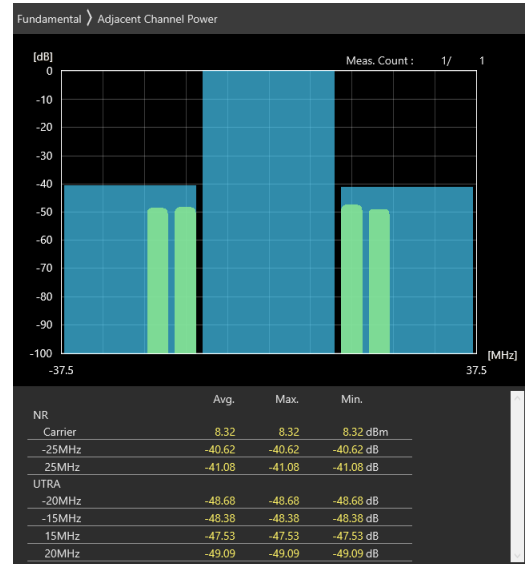 Fundamental 〉 Adjacent Channel Power
[dB]
Meas. Count : 1/ 1
0
-10
-20
-30
-40
-50
-60
-70
-80
-90
-100
[MHz]
-37.5 37.5
Avg. Max. Min.
NR
Carrier 8.32 8.32 8.32 dBm
-25MHz -40.62 -40.62 -40.62 dB
25MHz -41.08 -41.08 -41.08 dB
UTRA
-20MHz -48.68 -48.68 -48.68 dB
-15MHz -48.38 -48.38 -48.38 dB
15MHz -47.53 -47.53 -47.53 dB
20MHz -49.09 -49.09 -49.09 dB